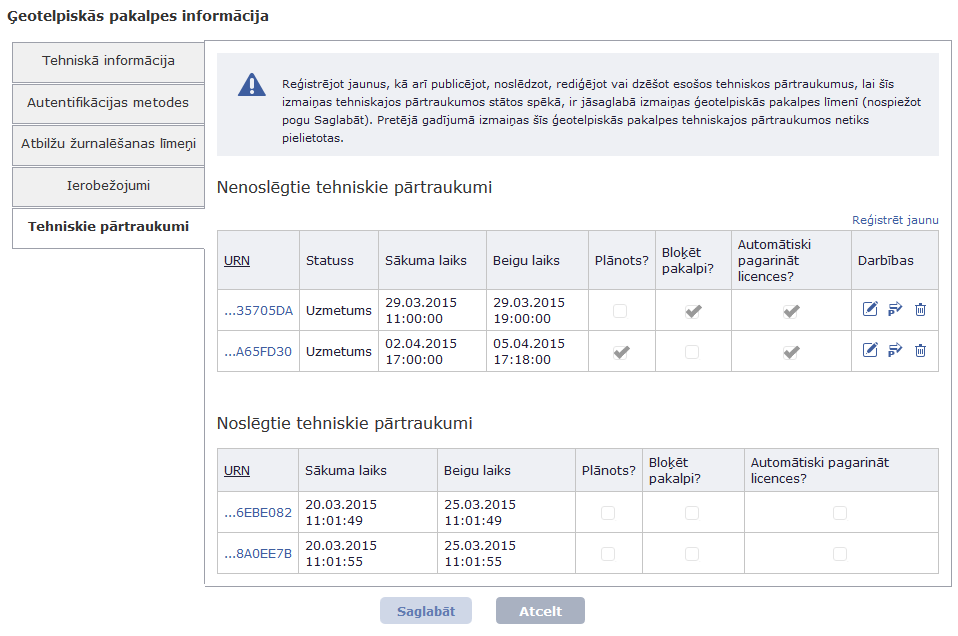 Ģeotelpiskās pakalpes informācija
Tehniskā informācija
Autentifikācijas metodes
Atbilžu žurnalēšanas līmeņi
Ierobežojumi
Tehniskie pārtraukumi
Reģistrējot jaunus, kā arī publicējot, noslēdzot, rediģējot vai dzēšot esošos tehniskos pārtraukumus, lai šīs
izmaiņas tehniskajos pārtraukumos stātos spēkā, ir jāsaglabā izmaiņas ģeotelpiskās pakalpes līmenī (nospiežot
pogu Saglabāt). Pretējā gadījumā izmaiņas šīs ģeotelpiskās pakalpes tehniskajos pārtraukumos netiks
pielietotas.
Nenoslēgtie tehniskie pārtraukumi
Reģistrēt jaunu
URN Statuss Sākuma laiks Beigu laiks Plānots? Bloķēt pakalpi? Automātiski pagarināt licences? Darbības
...35705DA Uzmetums 29.03.2015 11:00:00 29.03.2015 19:00:00
...A65FD30 Uzmetums 02.04.2015 17:00:00 05.04.2015 17:18:00
Noslēgtie tehniskie pārtraukumi
URN Sākuma laiks Beigu laiks Plānots? Bloķēt pakalpi? Automātiski pagarināt licences?
...6EBE082 20.03.2015 11:01:49 25.03.2015 11:01:49
...8A0EE7B 20.03.2015 11:01:55 25.03.2015 11:01:55
Saglabāt Atcelt